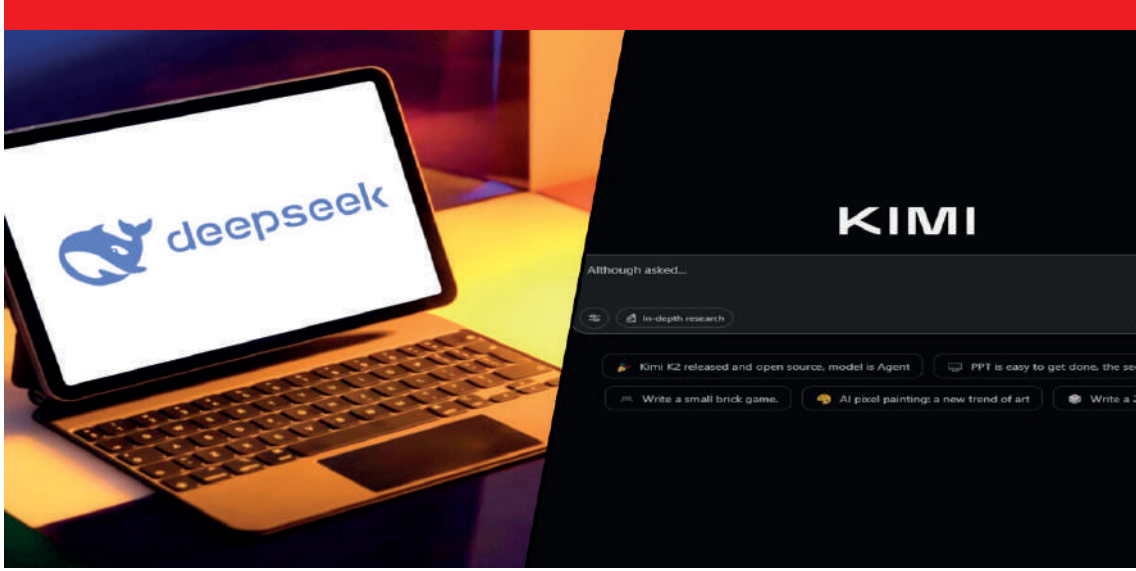 deepseek
KIMI
Although asked...
In-depth research
Kimi K2 released and open source, model is Agent
PPT is easy to get done, the se
Write a small brick game.
AI pixel painting: a new trend of art
Write a 2